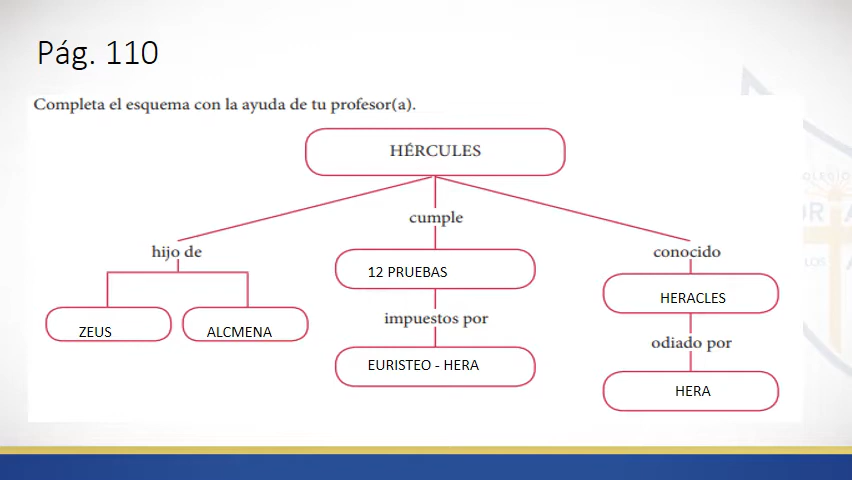 Pág. 110
Completa el esquema con la ayuda de tu profesor(a).
HÉRCULES
hijo de
ZEUS
ALCMENA
cumple
12 PRUEBAS
impuestos por
EURISTEO - HERA
conocido
HERACLES
odiado por
HERA